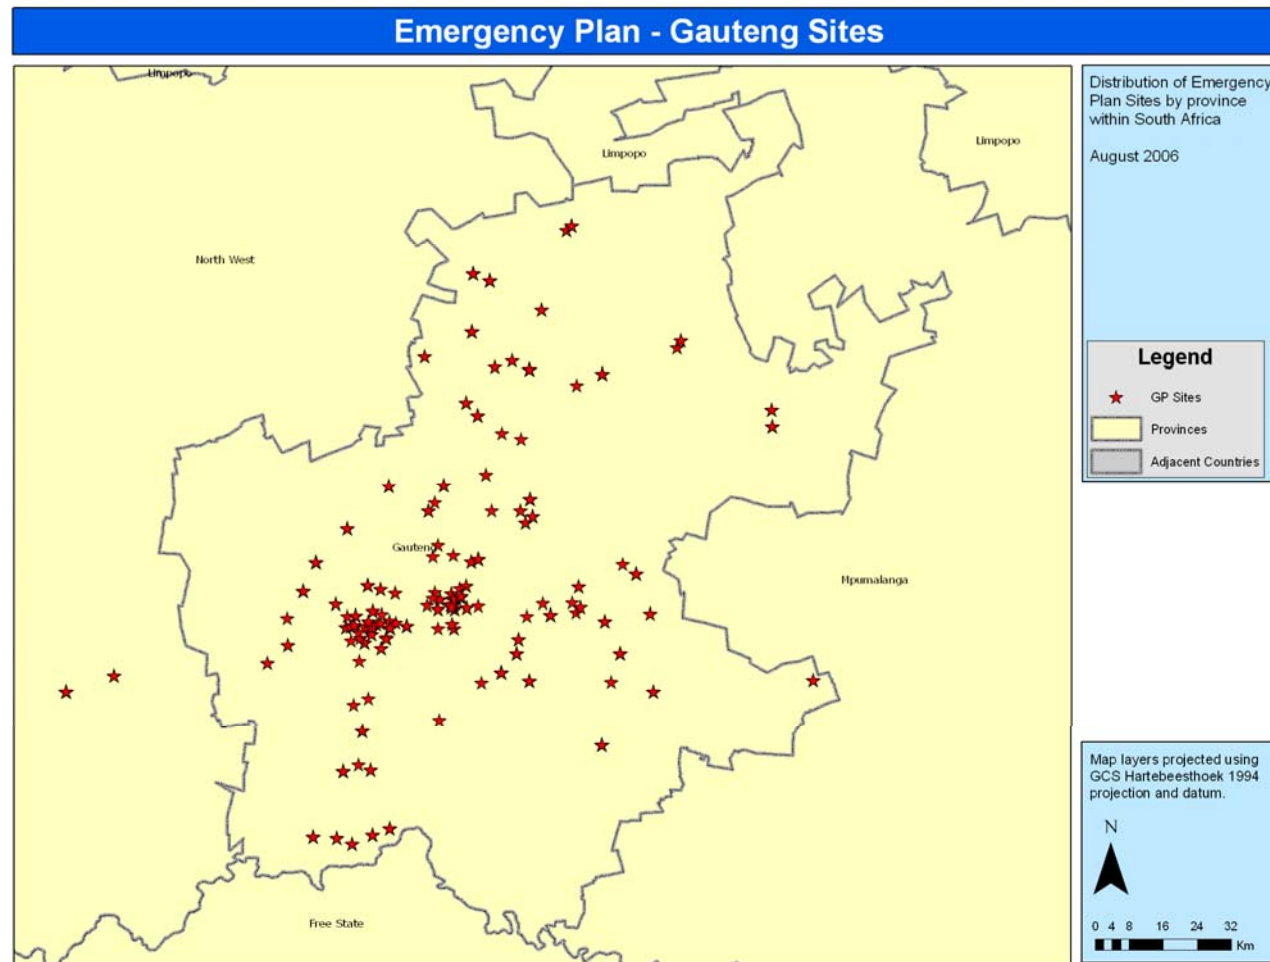 Emergency Plan - Gauteng Sites
Limpopo
Limpopo
Limpopo
North West
Gauteng
Mpumalanga
Free State
Distribution of Emergency
Plan Sites by province
within South Africa
August 2006
Legend
GP Sites
Provinces
Adjacent Countries
Map layers projected using
GCS Hartebeesthoek 1994
projection and datum.
N
0 4 8 16 24 32
Km